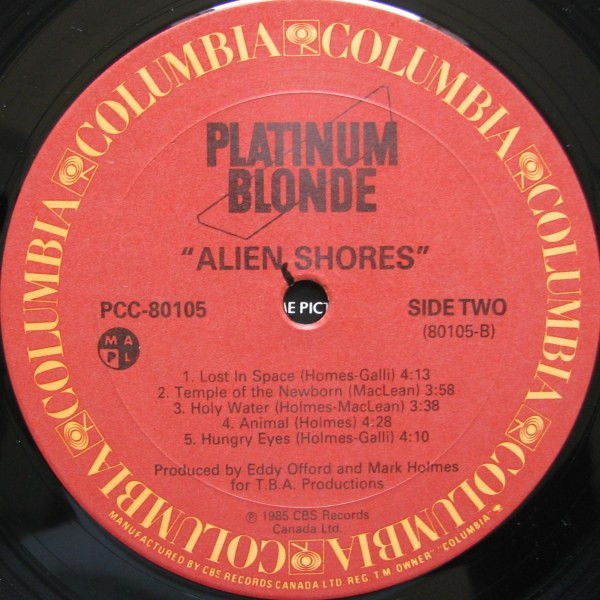 COLUMBIA COLUMBIA COLUMBIA COLUMBIA COLUMBIA COLUMBIA
PLATINUM
BLONDE
"ALIEN SHORES"
PCC-80105
SIDE TWO
(80105-B)
E PICT
M A
P L
1. Lost In Space (Homes-Galli) 4:13
2. Temple of the Newborn (MacLean) 3:58
3. Holy Water (Holmes-MacLean) 3:38
4. Animal (Holmes) 4:28
5. Hungry Eyes (Holmes-Galli) 4:10
Produced by Eddy Offord and Mark Holmes
for T.B.A. Productions
℗ 1985 CBS Records
Canada Ltd.
MANUFACTURED BY CBS RECORDS CANADA LTD. REG. T.M. OWNER "COLUMBIA."